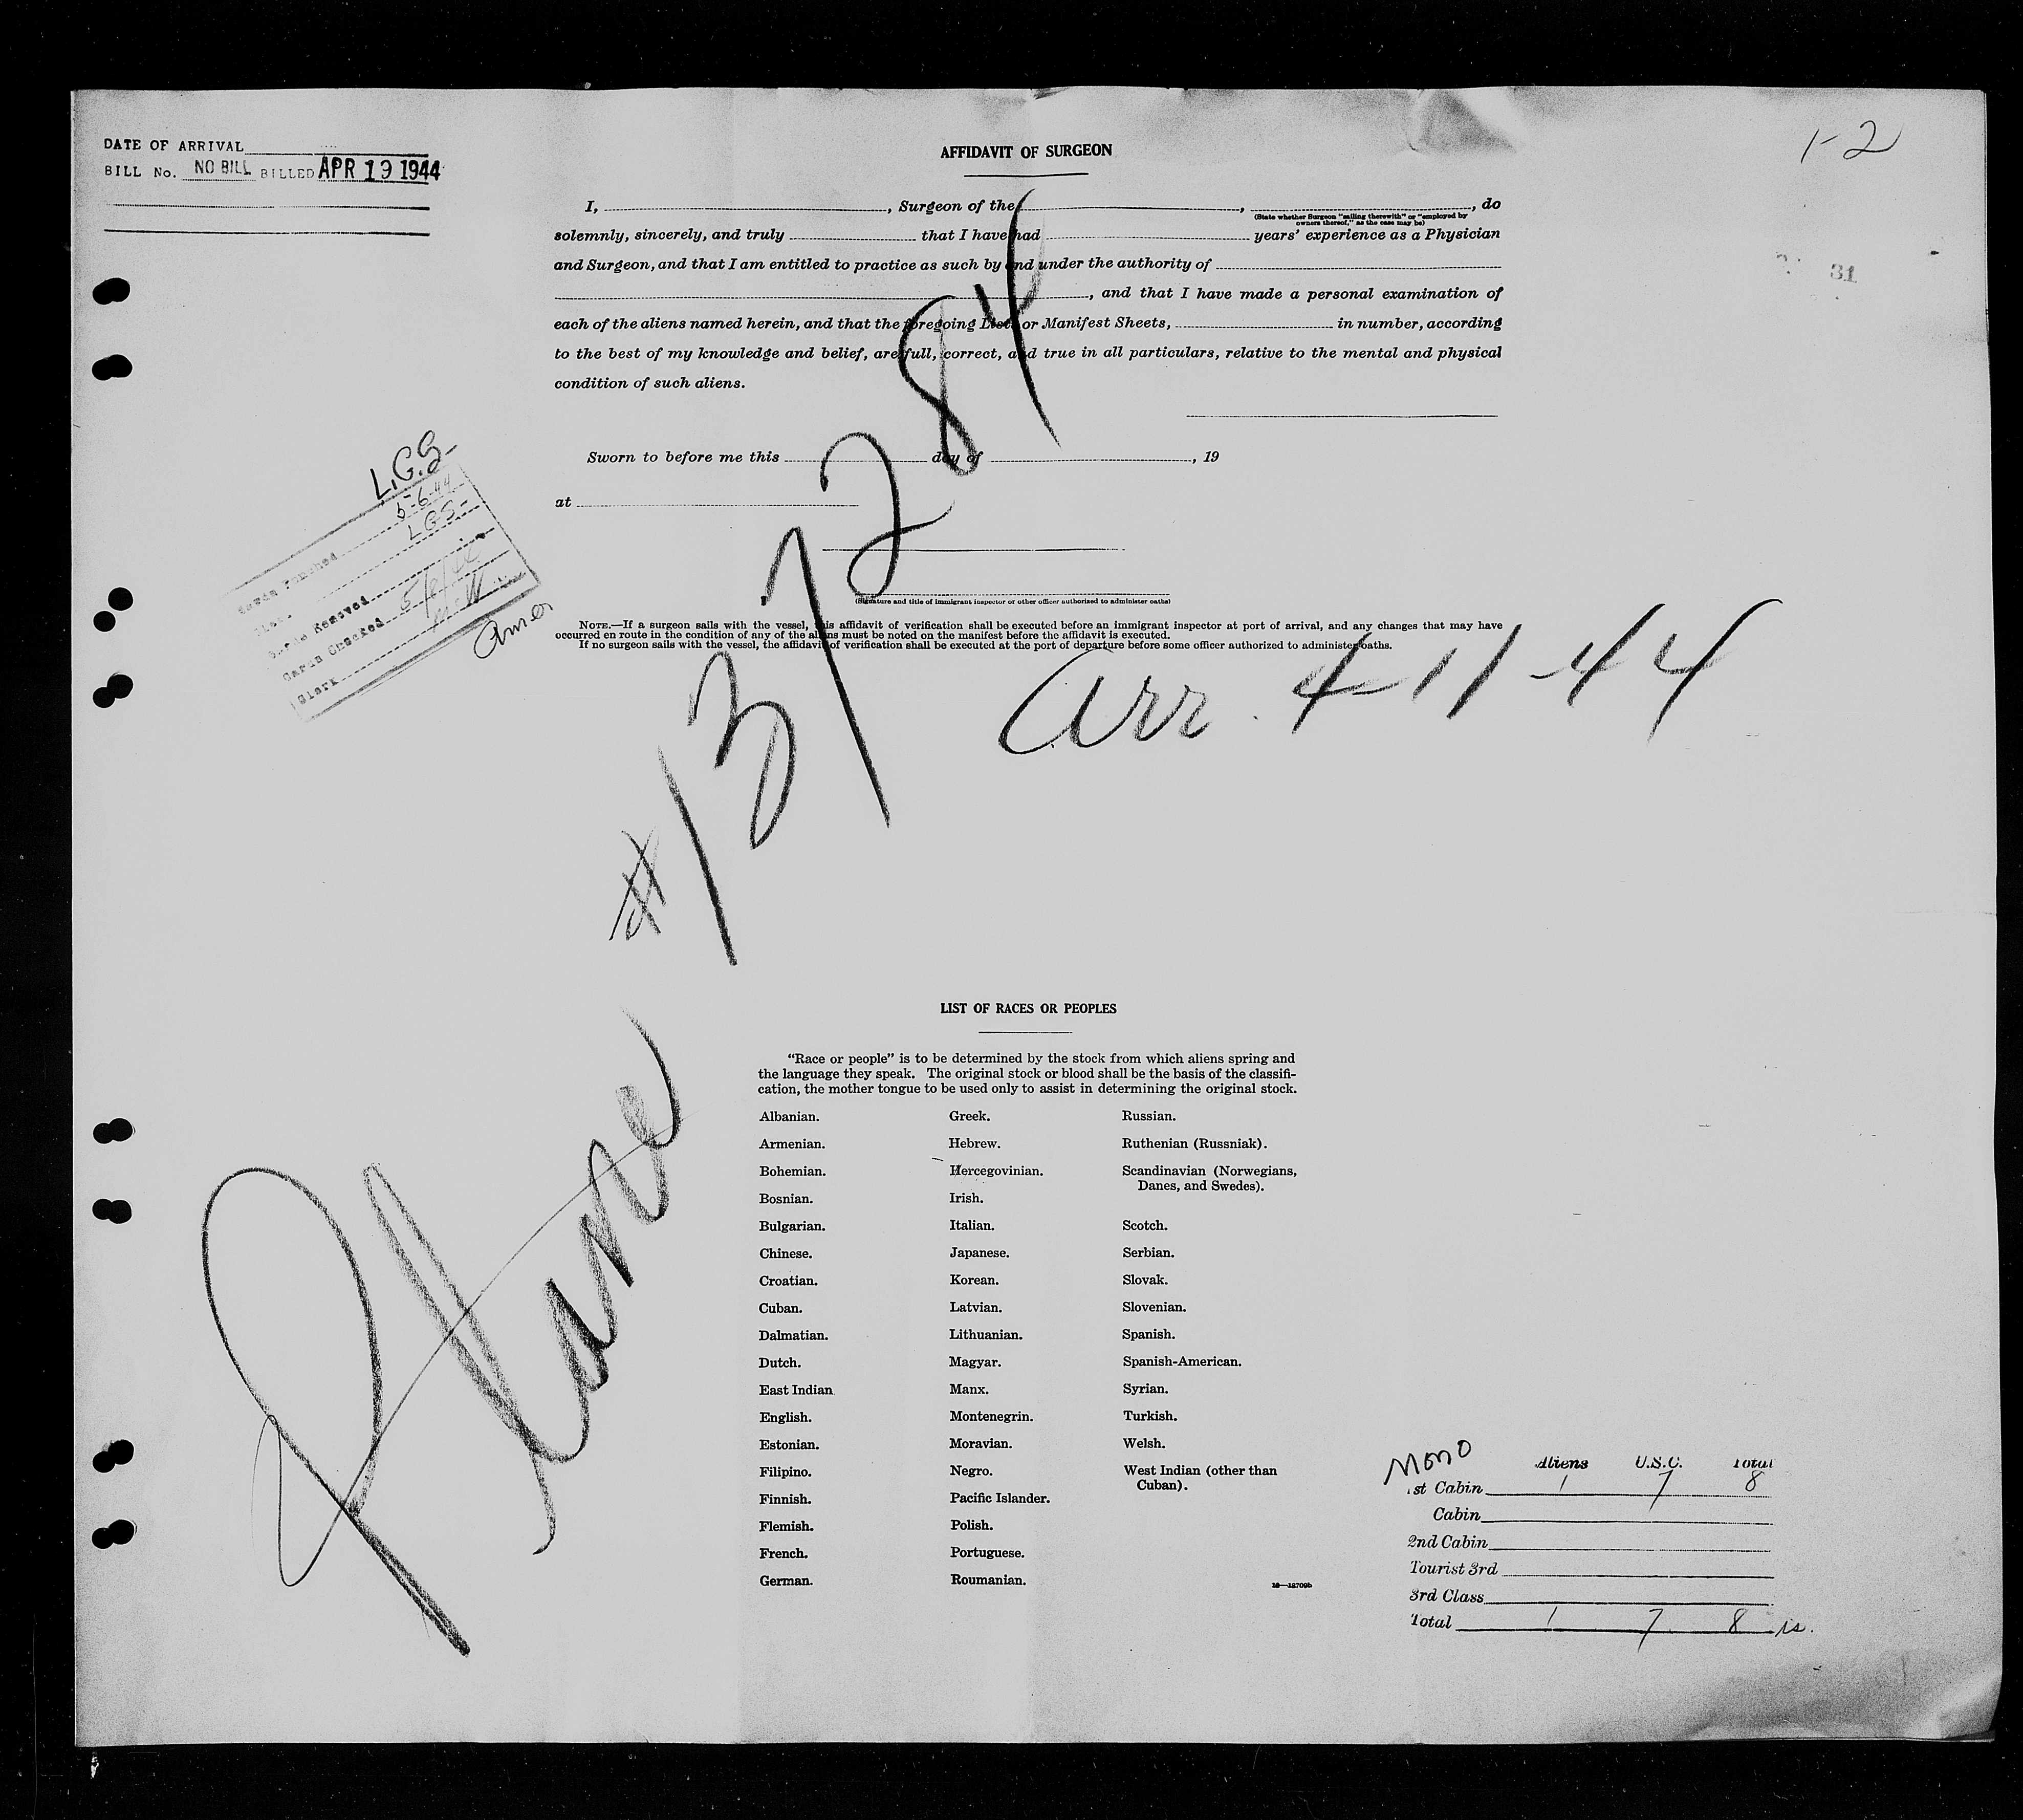 DATE OF ARRIVAL
BILL No. NO BILL BILLED APR 19 1944
1-2
31
AFFIDAVIT OF SURGEON
I, , Surgeon of the , , do
(State whether Surgeon "sailing therewith" or "employed by
owners thereof," as the case may be)
solemnly, sincerely, and truly that I have had years' experience as a Physician
and Surgeon, and that I am entitled to practice as such by and under the authority of
, and that I have made a personal examination of
each of the aliens named herein, and that the foregoing Lists or Manifest Sheets, in number, according
to the best of my knowledge and belief, are full, correct, and true in all particulars, relative to the mental and physical
condition of such aliens.
Sworn to before me this day of , 19
at
(Signature and title of immigrant inspector or other officer authorized to administer oaths)
NOTE.—If a surgeon sails with the vessel, this affidavit of verification shall be executed before an immigrant inspector at port of arrival, and any changes that may have
occurred en route in the condition of any of the aliens must be noted on the manifest before the affidavit is executed.
If no surgeon sails with the vessel, the affidavit of verification shall be executed at the port of departure before some officer authorized to administer oaths.
L.G.S-
Punched 5-6-44
LGS-
Removed
Clerk
#137284
arr. 4-11-44
Plane
LIST OF RACES OR PEOPLES
"Race or people" is to be determined by the stock from which aliens spring and
the language they speak. The original stock or blood shall be the basis of the classifi-
cation, the mother tongue to be used only to assist in determining the original stock.
Albanian.
Armenian.
Bohemian.
Bosnian.
Bulgarian.
Chinese.
Croatian.
Cuban.
Dalmatian.
Dutch.
East Indian
English.
Estonian.
Filipino.
Finnish.
Flemish.
French.
German.
Greek.
Hebrew.
Hercegovinian.
Irish.
Italian.
Japanese.
Korean.
Latvian.
Lithuanian.
Magyar.
Manx.
Montenegrin.
Moravian.
Negro.
Pacific Islander.
Polish.
Portuguese.
Roumanian.
Russian.
Ruthenian (Russniak).
Scandinavian (Norwegians,
Danes, and Swedes).
Scotch.
Serbian.
Slovak.
Slovenian.
Spanish.
Spanish-American.
Syrian.
Turkish.
Welsh.
West Indian (other than
Cuban).
16—18709b
Mono
Aliens U.S.C. Total
1st Cabin 1 7 8
Cabin
2nd Cabin
Tourist 3rd
3rd Class
Total 1 7 8